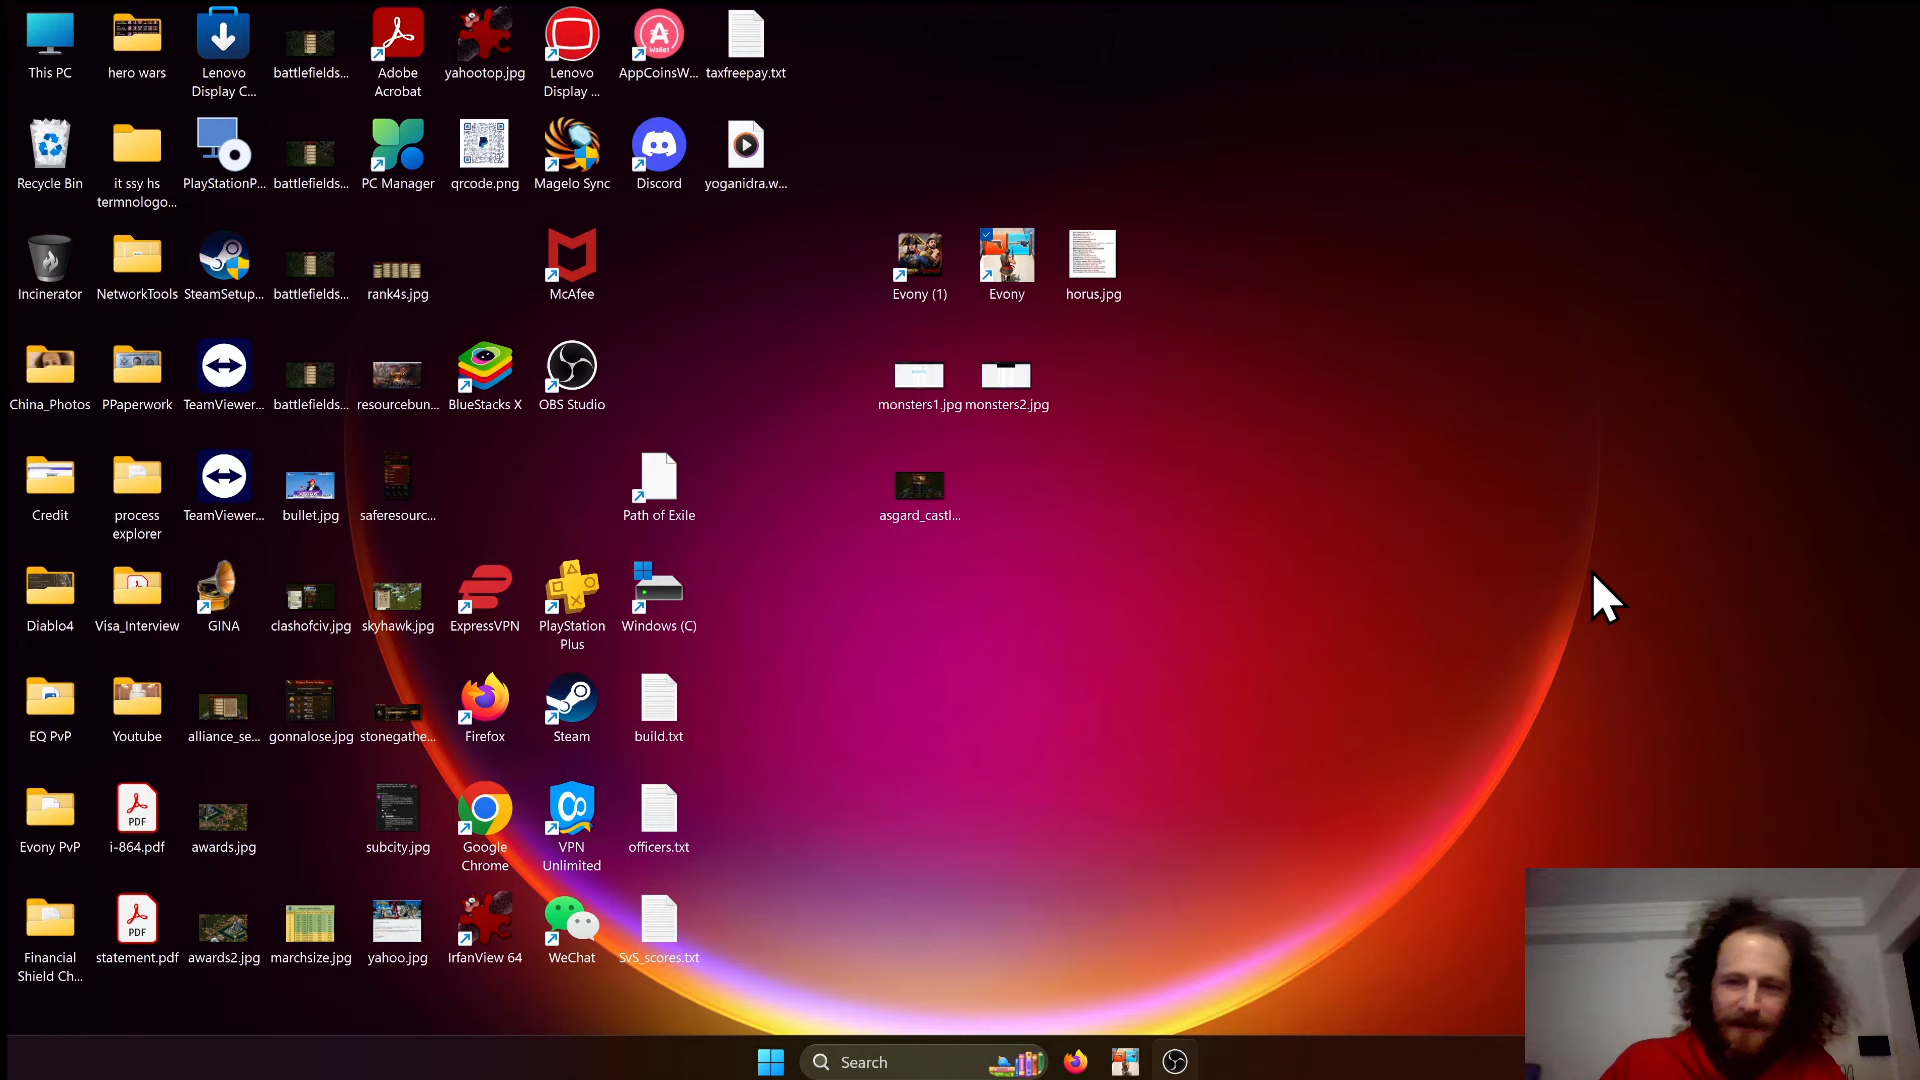 This PC
hero wars
Lenovo
Display C...
battlefields...
Adobe
Acrobat
yahootop.jpg
Lenovo
Display ...
AppCoinsW...
taxfreepay.txt
Recycle Bin
it ssy hs
termnologo...
PlayStationP...
battlefields...
PC Manager
qrcode.png
Magelo Sync
Discord
yoganidra.w...
Incinerator
NetworkTools
SteamSetup...
battlefields...
rank4s.jpg
McAfee
Evony (1)
Evony
horus.jpg
China_Photos
PPaperwork
TeamViewer...
battlefields...
resourcebun...
BlueStacks X
OBS Studio
monsters1.jpg
monsters2.jpg
Credit
process
explorer
TeamViewer...
bullet.jpg
saferesourc...
Path of Exile
asgard_castl...
Diablo4
Visa_Interview
GINA
clashofciv.jpg
skyhawk.jpg
ExpressVPN
PlayStation
Plus
Windows (C)
EQ PvP
Youtube
alliance_se...
gonnalose.jpg
stonegathe...
Firefox
Steam
build.txt
Evony PvP
PDF
i-864.pdf
awards.jpg
subcity.jpg
Google
Chrome
VPN
Unlimited
officers.txt
Financial
Shield Ch...
PDF
statement.pdf
awards2.jpg
marchsize.jpg
yahoo.jpg
IrfanView 64
WeChat
SvS_scores.txt
Wallet
Search